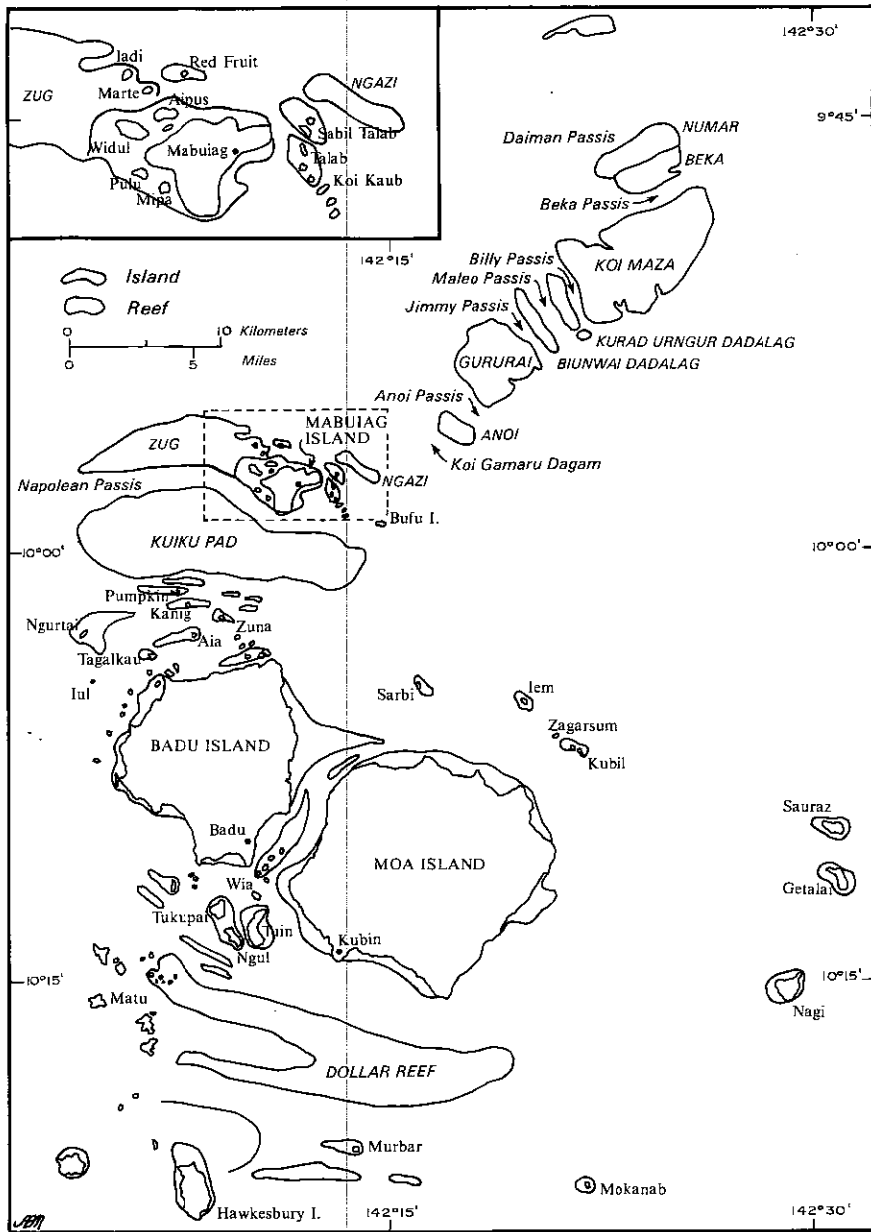 142°30'
Jadi
Red Fruit
NGAZI
ZUG
Marte
Aipus
9°45'
NUMAR
Daiman Passis
Sabil Talab
Widul
Mabuiag
BEKA
Talab
Pulu
Koi Kaub
Mipa
Beka Passis
142°15'
Billy Passis
KOI MAZA
Maleo Passis
Island
Reef
Jimmy Passis
0 10 Kilometers
KURAD URNGUR DADALAG
0 5 Miles
GURURAI
BIUNWAI DADALAG
Anoi Passis
MABUIAG
ISLAND
ZUG
ANOI
Koi Gamaru Dagam
NGAZI
Napolean Passis
Bufu I.
KUIKU PAD
10°00'
10°00'
Pumpkin
Kanig
Ngurtai
Zuna
Aia
Tagalkau
Iul
Sarbi
Iem
Zagarsum
BADU ISLAND
Kubil
Sauraz
Badu
MOA ISLAND
Wia
Getalai
Tukupai
Tuin
Kubin
Ngul
10°15'
10°15'
Matu
Nagi
DOLLAR REEF
Murbar
Mokanab
Hawkesbury I.
142°15'
142°30'